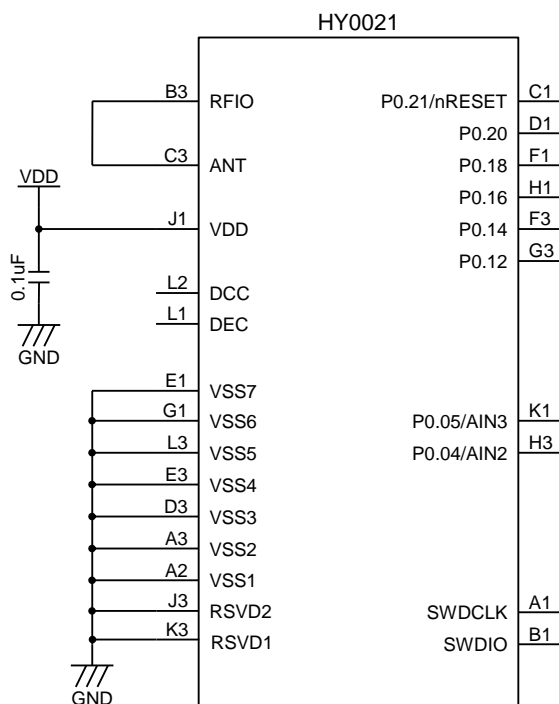 HY0021
B3 RFIO P0.21/nRESET C1
P0.20 D1
C3 ANT P0.18 F1
VDD
P0.16 H1
J1 VDD P0.14 F3
P0.12 G3
0.1uF
L2 DCC
L1 DEC
GND
E1 VSS7
G1 VSS6 P0.05/AIN3 K1
L3 VSS5 P0.04/AIN2 H3
E3 VSS4
D3 VSS3
A3 VSS2
A2 VSS1
J3 RSVD2 SWDCLK A1
K3 RSVD1 SWDIO B1
GND